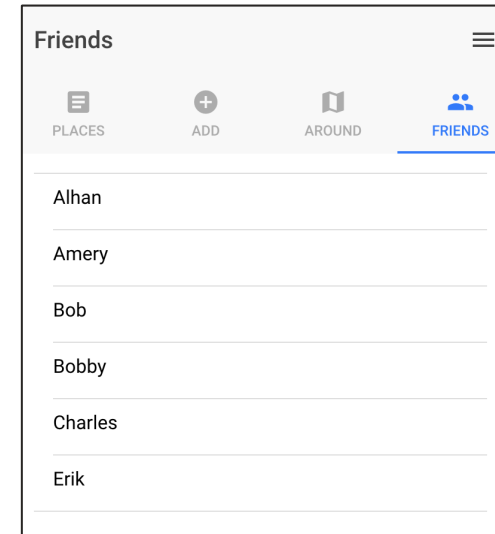 Friends
PLACES ADD AROUND FRIENDS
Alhan
Amery
Bob
Bobby
Charles
Erik